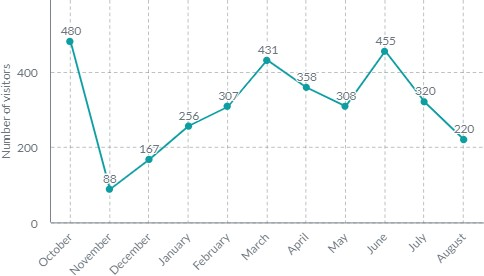 Number of visitors
400
200
0
480
88
167
256
307
431
358
308
455
320
220
October
November
December
January
February
March
April
May
June
July
August